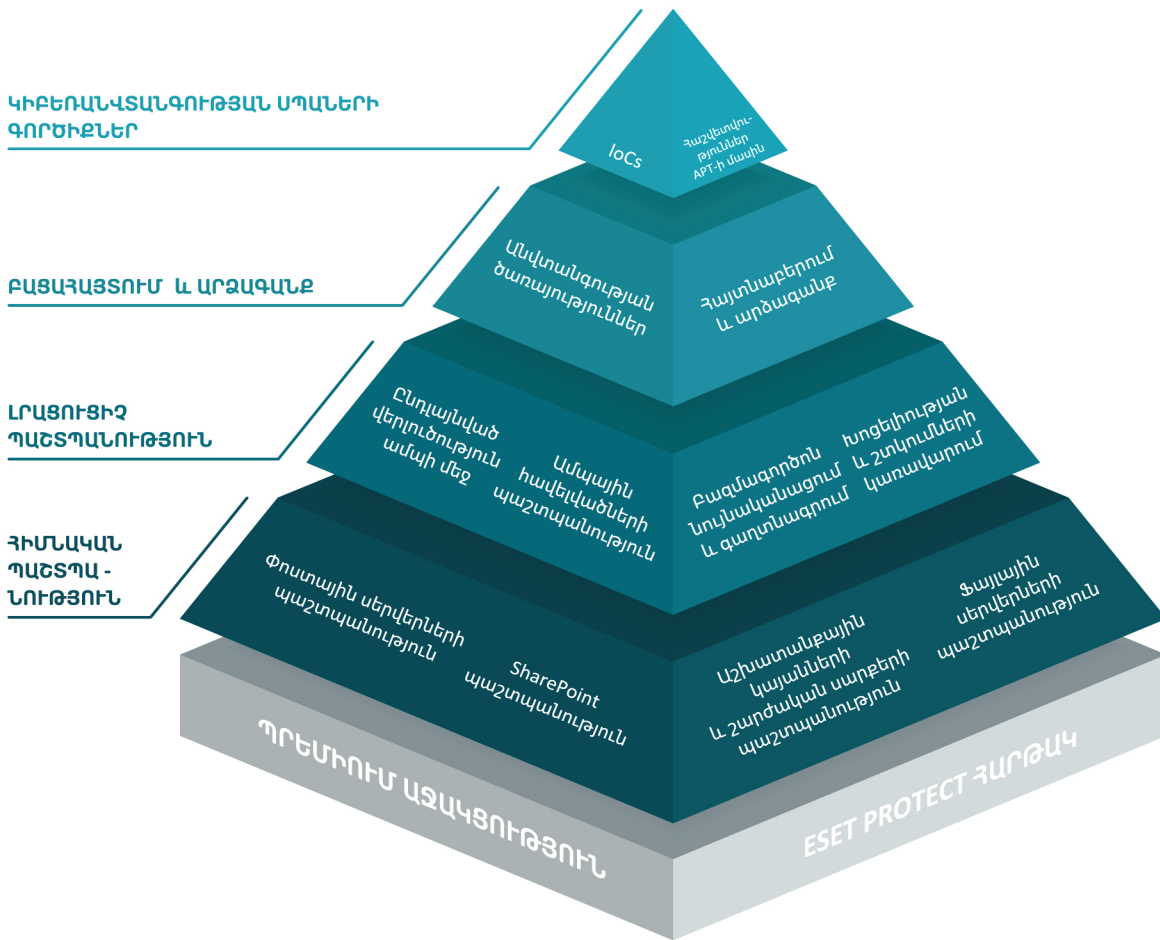 ԿԻԲԵՌԱՆՎՏԱՆԳՈՒԹՅԱՆ ՍՊԱՆԵՐԻ
ԳՈՐԾԻՔՆԵՐ
IoCs
Հաշվետվու-
թյուններ
APT-ի մասին
ԲԱՑԱՀԱՅՏՈՒՄ և ԱՐՁԱԳԱՆՔ
Անվտանգության
ծառայություններ
Հայտնաբերում
և արձագանք
ԼՐԱՑՈՒՑԻՉ
ՊԱՇՏՊԱՆՈՒԹՅՈՒՆ
Ընդլայնված
վերլուծություն
ամպի մեջ
Ամպային
հավելվածների
պաշտպանություն
Բազմագործոն
նույնականացում
և գաղտնագրում
Խոցելիության
և շտկումների
կառավարում
ՀԻՄՆԱԿԱՆ
ՊԱՇՏՊԱ -
ՆՈՒԹՅՈՒՆ
Փոստային սերվերների
պաշտպանություն
SharePoint
պաշտպանություն
Աշխատանքային
կայանների
և շարժական սարքերի
պաշտպանություն
Ֆայլային
սերվերների
պաշտպանություն
ՊՐԵՄԻՈՒՄ ԱՋԱԿՑՈՒԹՅՈՒՆ
ESET PROTECT ՀԱՐԹԱԿ